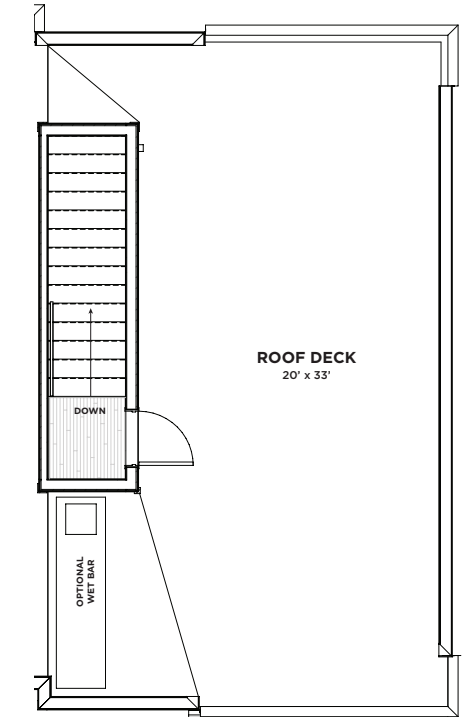 ROOF DECK
20' x 33'
DOWN
OPTIONAL
WET BAR